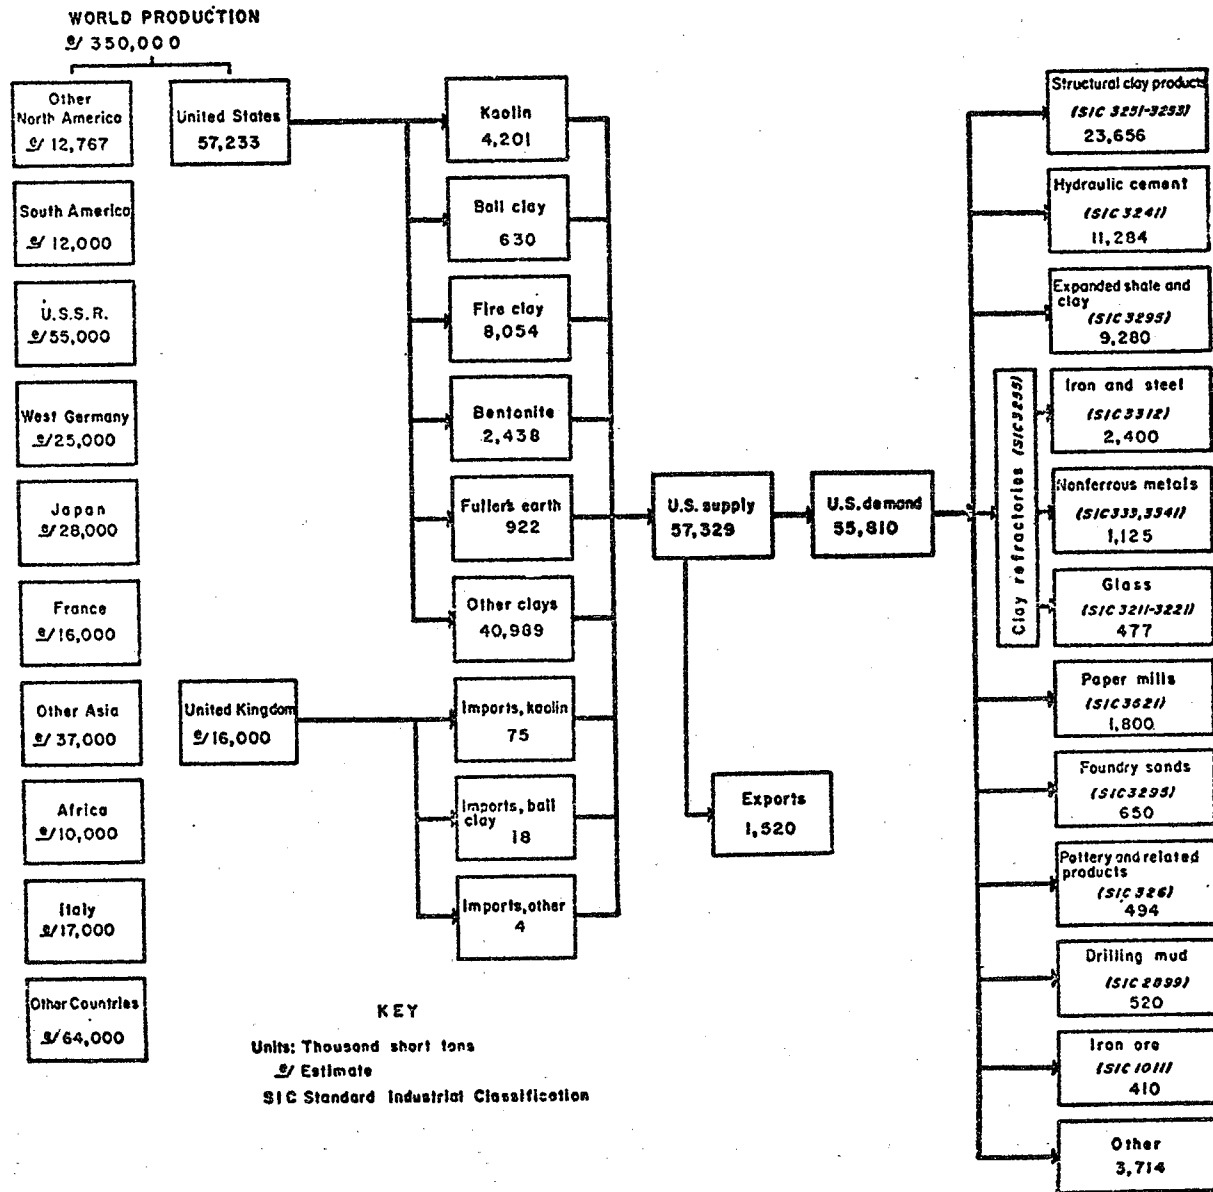 WORLD PRODUCTION
e/ 350,000
Other
North America
e/ 12,767
United States
57,233
South America
e/ 12,000
U.S.S.R.
e/55,000
West Germany
e/25,000
Japan
e/28,000
France
e/16,000
Other Asia
e/ 37,000
United Kingdom
e/16,000
Africa
e/10,000
Italy
e/17,000
Other Countries
e/64,000
Kaolin
4,201
Ball clay
630
Fire clay
8,054
Bentonite
2,438
Fuller's earth
922
Other clays
40,989
Imports, kaolin
75
Imports, ball
clay
18
Imports, other
4
U.S. supply
57,329
U.S. demand
55,810
Exports
1,520
Structural clay products
(SIC 3251-3253)
23,656
Hydraulic cement
(SIC 3241)
11,284
Expanded shale and
clay
(SIC 3295)
9,280
Clay refractories (SIC 3255)
Iron and steel
(SIC 3312)
2,400
Nonferrous metals
(SIC 333, 3341)
1,125
Glass
(SIC 3211-3221)
477
Paper mills
(SIC 3621)
1,800
Foundry sands
(SIC 3295)
650
Pottery and related
products
(SIC 326)
494
Drilling mud
(SIC 2899)
520
Iron ore
(SIC 1011)
410
Other
3,714
KEY
Units: Thousand short tons
e/ Estimate
SIC Standard Industrial Classification